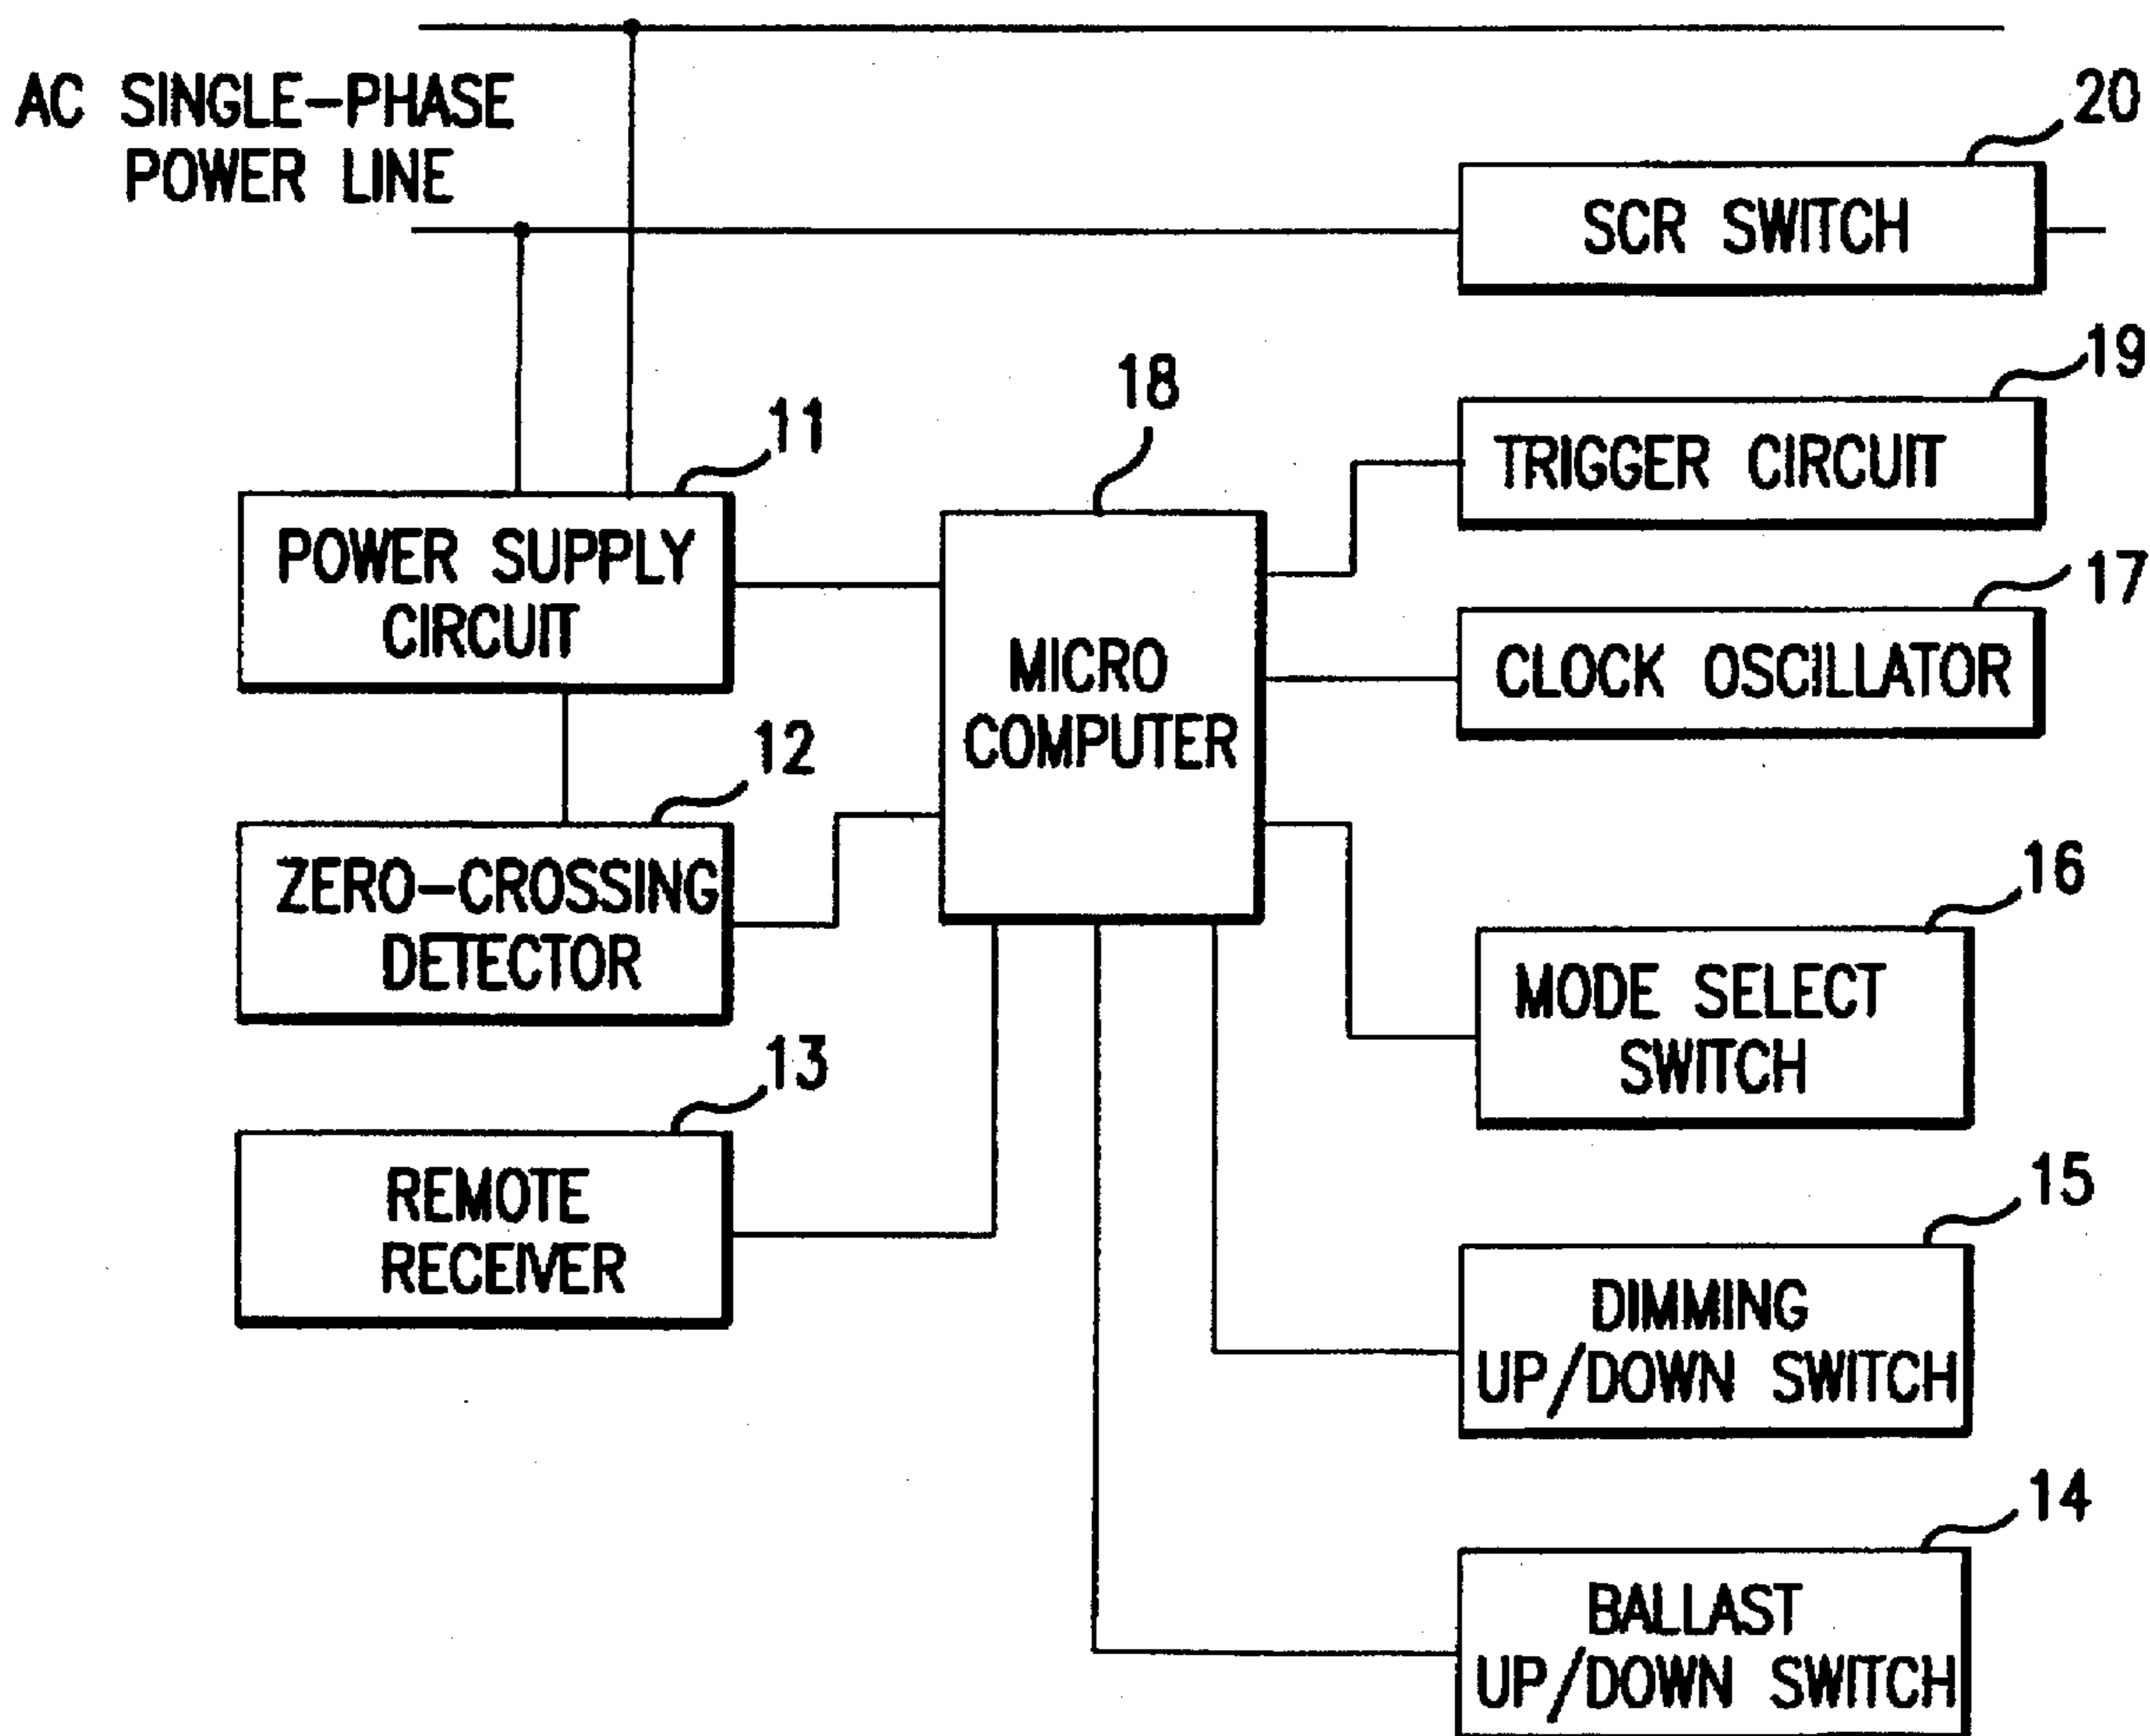 AC SINGLE-PHASE
POWER LINE
20
SCR SWITCH
19
TRIGGER CIRCUIT
18
11
POWER SUPPLY
CIRCUIT
17
CLOCK OSCILLATOR
MICRO
COMPUTER
12
ZERO-CROSSING
DETECTOR
16
MODE SELECT
SWITCH
13
REMOTE
RECEIVER
15
DIMMING
UP/DOWN SWITCH
14
BALLAST
UP/DOWN SWITCH